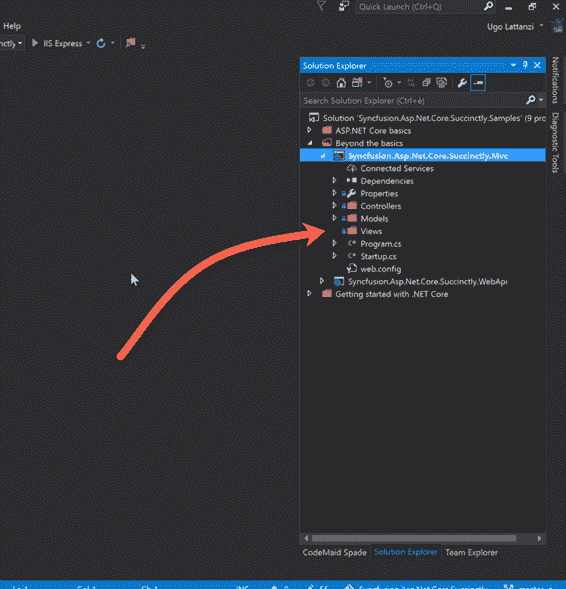 Quick Launch (Ctrl+Q)
Help
Ugo Lattanzi
IIS Express
Solution Explorer
Search Solution Explorer (Ctrl+è)
Solution 'Syncfusion.Asp.Net.Core.Succinctly.Samples' (9 pro
ASP.NET Core basics
Beyond the basics
Syncfusion.Asp.Net.Core.Succinctly.Mvc
Connected Services
Dependencies
Properties
Controllers
Models
Views
C# Program.cs
C# Startup.cs
web.config
Syncfusion.Asp.Net.Core.Succinctly.WebApi
Getting started with .NET Core
CodeMaid Spade Solution Explorer Team Explorer
Notifications
Diagnostic Tools